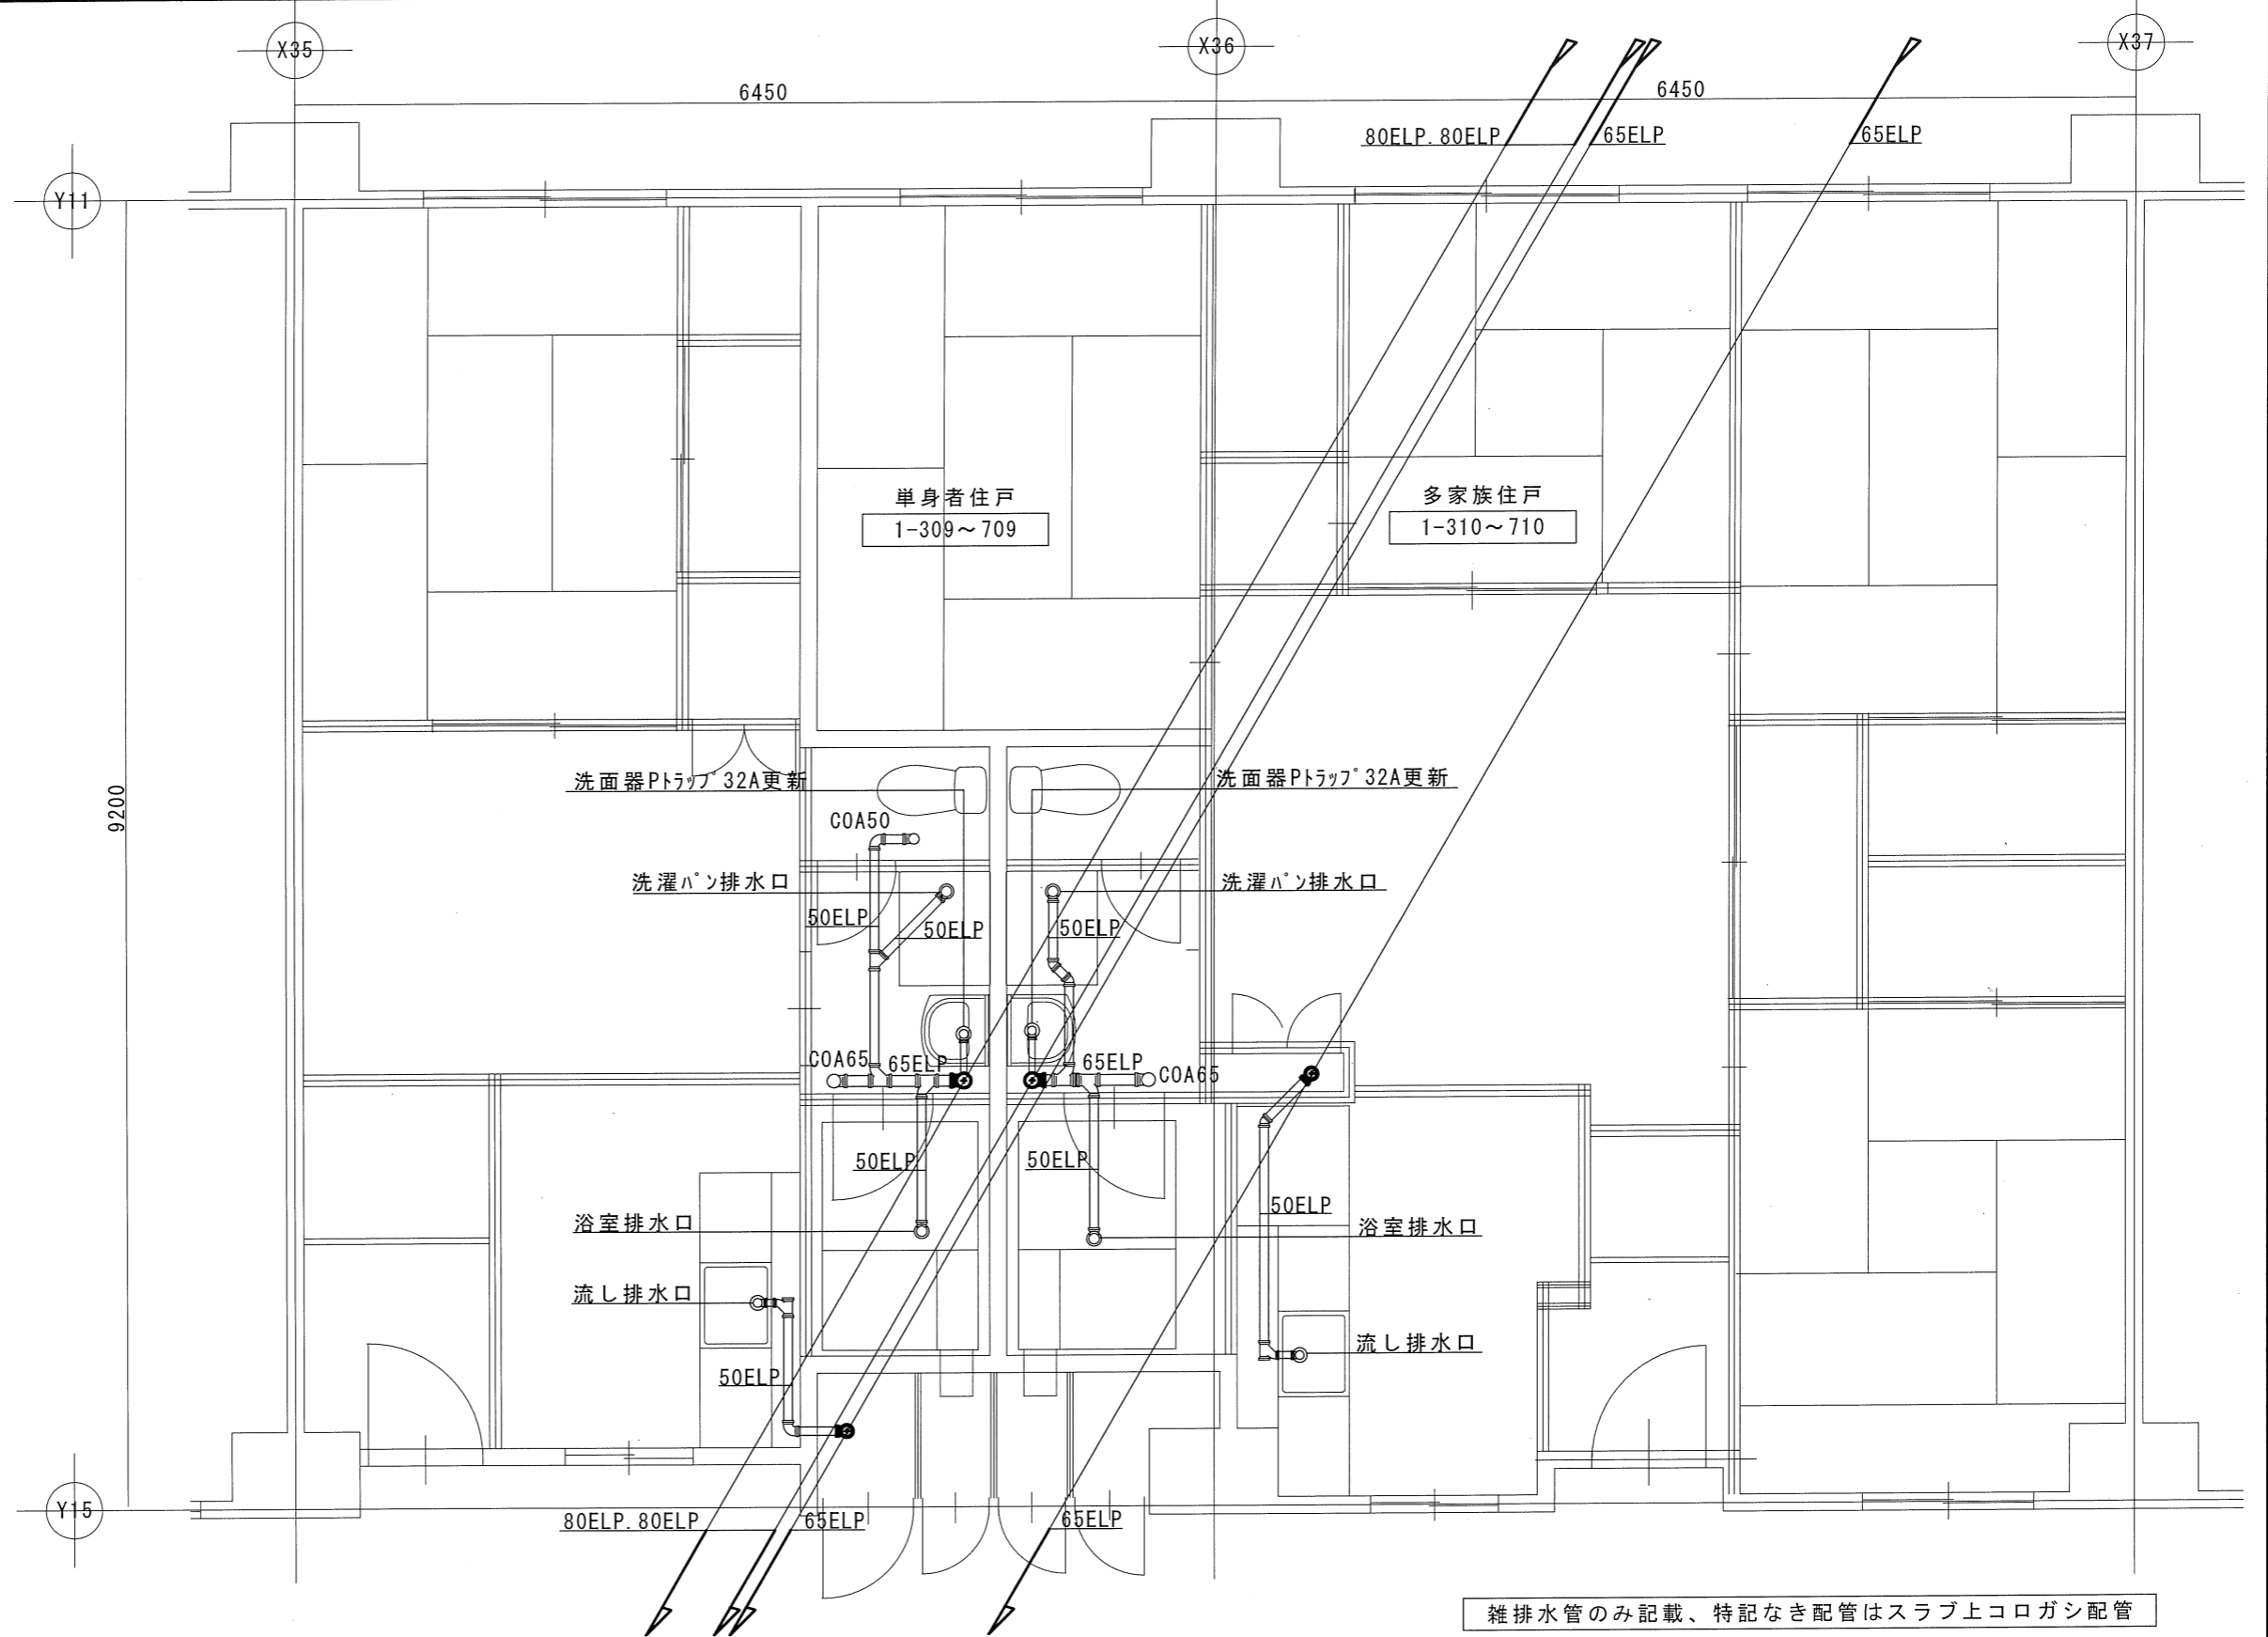 X35
X36
X37
6450
6450
80ELP. 80ELP
65ELP
65ELP
Y11
単身者住戸
1-309～709
多家族住戸
1-310～710
9200
洗面器Pﾄﾗｯﾌﾟ32A更新
洗面器Pﾄﾗｯﾌﾟ32A更新
COA50
洗濯ﾊﾟﾝ排水口
洗濯ﾊﾟﾝ排水口
50ELP
50ELP
50ELP
COA65
65ELP
65ELP
COA65
50ELP
50ELP
50ELP
浴室排水口
浴室排水口
流し排水口
流し排水口
50ELP
Y15
80ELP. 80ELP
65ELP
65ELP
雑排水管のみ記載、特記なき配管はスラブ上コロガシ配管